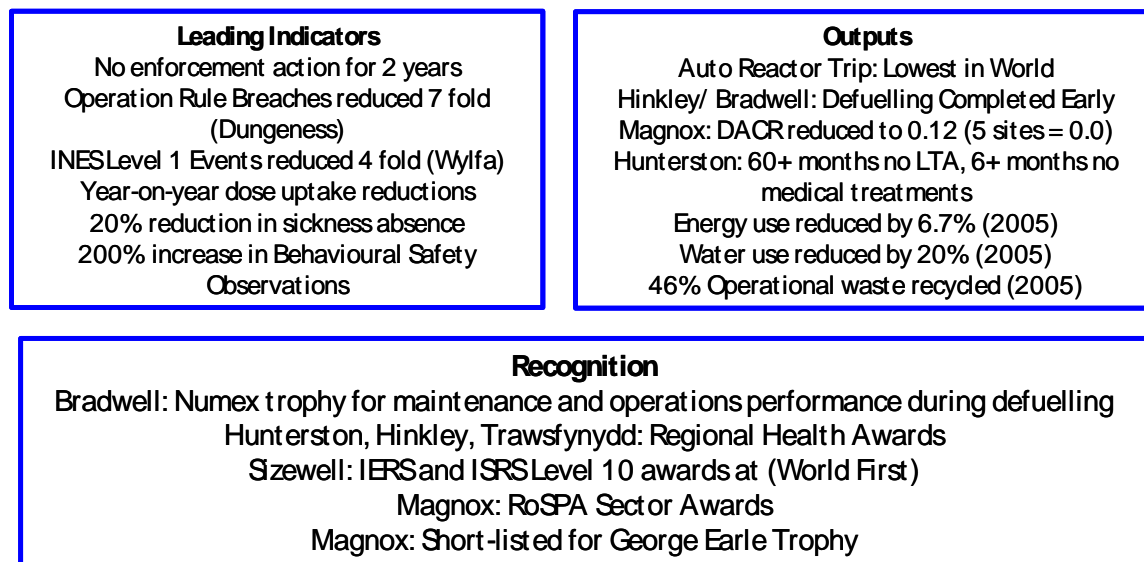 Leading Indicators
No enforcement action for 2 years
Operation Rule Breaches reduced 7 fold
(Dungeness)
INES Level 1 Events reduced 4 fold (Wylfa)
Year-on-year dose uptake reductions
20% reduction in sickness absence
200% increase in Behavioural Safety
Observations
Outputs
Auto Reactor Trip: Lowest in World
Hinkley/ Bradwell: Defuelling Completed Early
Magnox: DACR reduced to 0.12 (5 sites = 0.0)
Hunterston: 60+ months no LTA, 6+ months no
medical treatments
Energy use reduced by 6.7% (2005)
Water use reduced by 20% (2005)
46% Operational waste recycled (2005)
Recognition
Bradwell: Numex trophy for maintenance and operations performance during defuelling
Hunterston, Hinkley, Trawsfynydd: Regional Health Awards
Sizewell: IERS and ISRS Level 10 awards at (World First)
Magnox: RoSPA Sector Awards
Magnox: Short-listed for George Earle Trophy